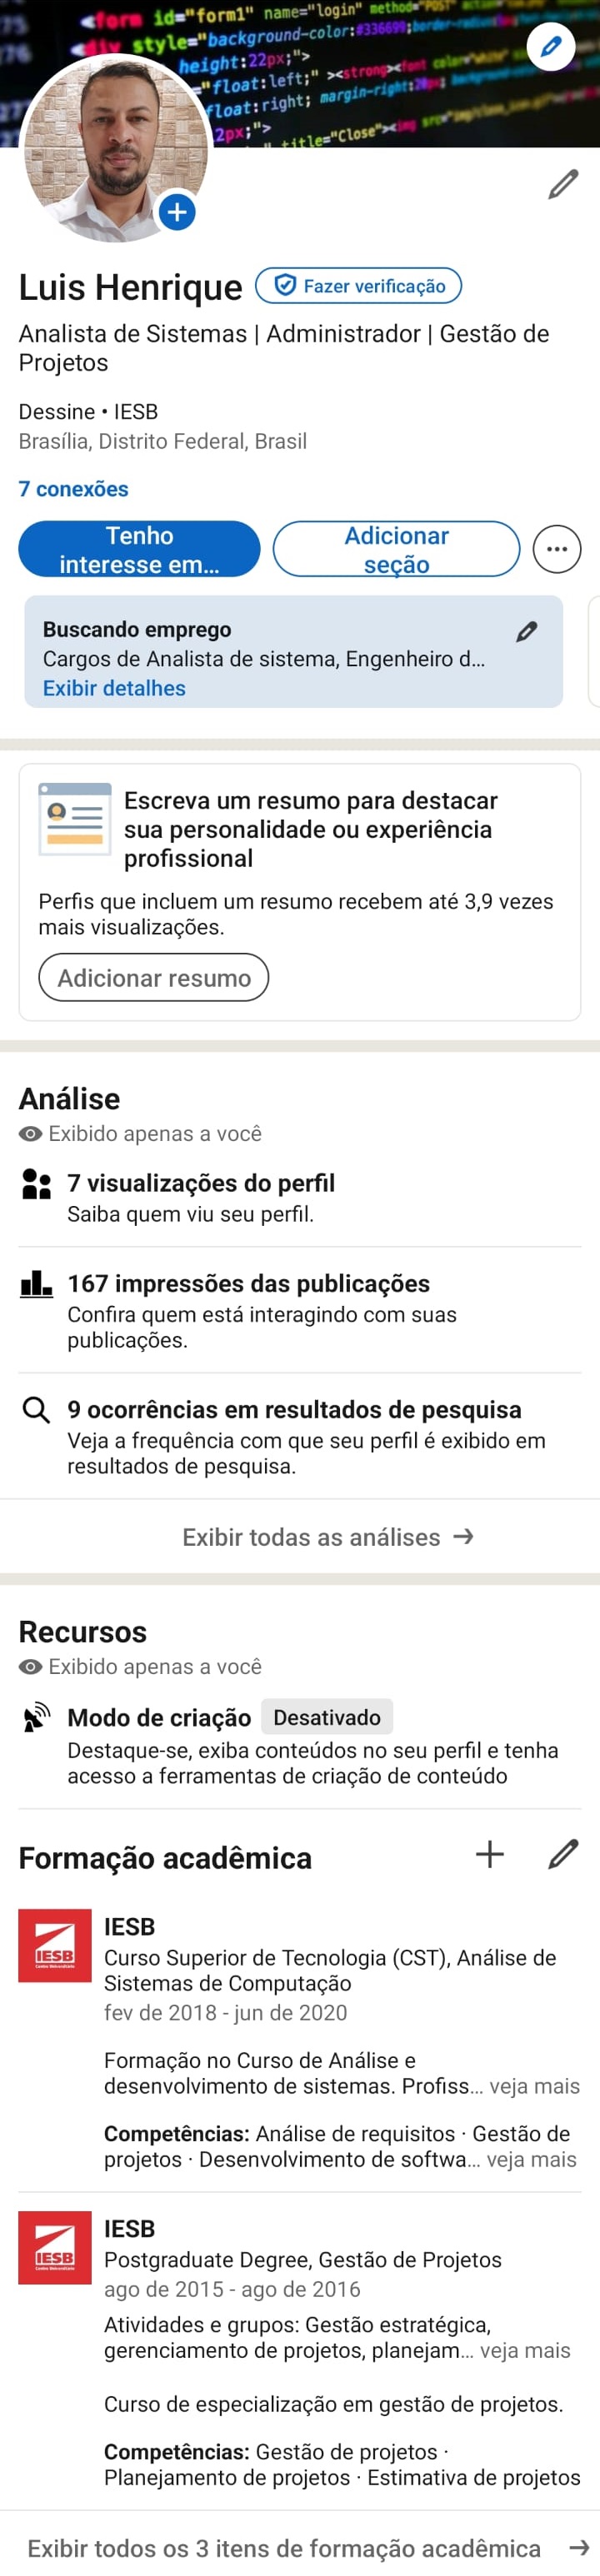 75
<form id="form1" name="login" method="POST"
76
<div style="background-color:#336699;
height:22px;">
"float:left;" ><strong><font color="white"
float:right; margin-right:20px;
2px;">
title="Close"><img
Luis Henrique Fazer verificação
Analista de Sistemas | Administrador | Gestão de
Projetos
Dessine • IESB
Brasília, Distrito Federal, Brasil
7 conexões
Tenho
interesse em...
Adicionar
seção
Buscando emprego
Cargos de Analista de sistema, Engenheiro d...
Exibir detalhes
Escreva um resumo para destacar
sua personalidade ou experiência
profissional
Perfis que incluem um resumo recebem até 3,9 vezes
mais visualizações.
Adicionar resumo
Análise
Exibido apenas a você
7 visualizações do perfil
Saiba quem viu seu perfil.
167 impressões das publicações
Confira quem está interagindo com suas
publicações.
9 ocorrências em resultados de pesquisa
Veja a frequência com que seu perfil é exibido em
resultados de pesquisa.
Exibir todas as análises →
Recursos
Exibido apenas a você
Modo de criação Desativado
Destaque-se, exiba conteúdos no seu perfil e tenha
acesso a ferramentas de criação de conteúdo
Formação acadêmica
IESB
IESB
Centro Universitário
Curso Superior de Tecnologia (CST), Análise de
Sistemas de Computação
fev de 2018 - jun de 2020
Formação no Curso de Análise e
desenvolvimento de sistemas. Profiss... veja mais
Competências: Análise de requisitos · Gestão de
projetos · Desenvolvimento de softwa... veja mais
IESB
IESB
Centro Universitário
Postgraduate Degree, Gestão de Projetos
ago de 2015 - ago de 2016
Atividades e grupos: Gestão estratégica,
gerenciamento de projetos, planejam... veja mais
Curso de especialização em gestão de projetos.
Competências: Gestão de projetos ·
Planejamento de projetos · Estimativa de projetos
Exibir todos os 3 itens de formação acadêmica →